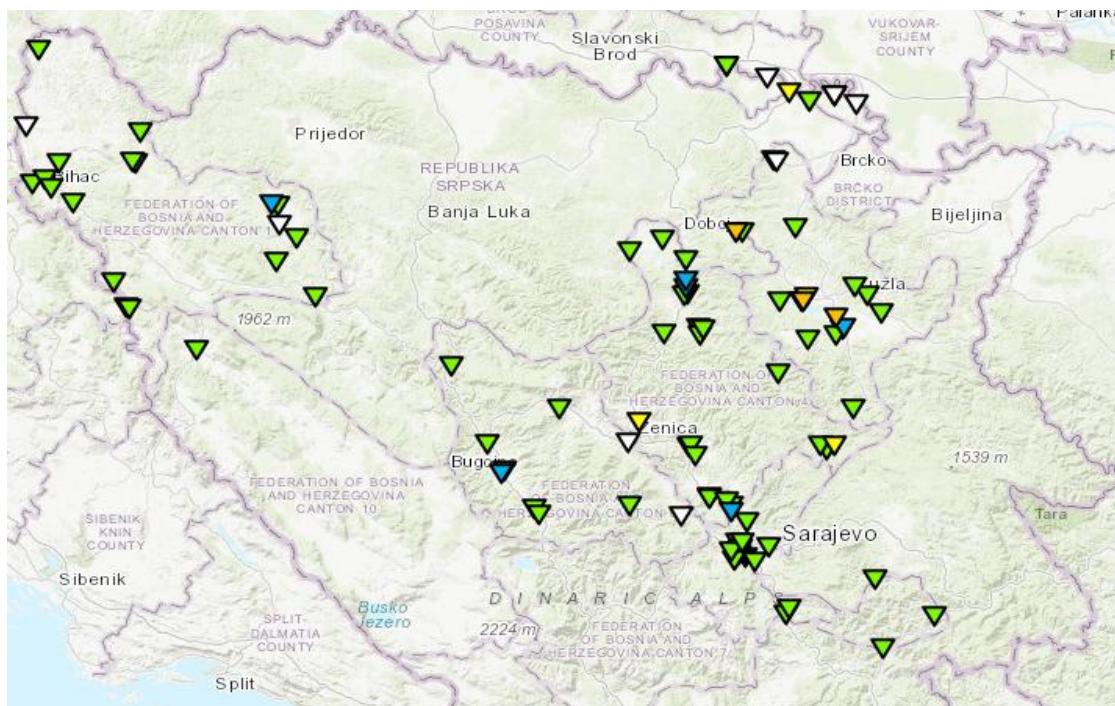 POSAVINA
COUNTY
Slavonski
Brod
VUKOVAR-
SRIJEM
COUNTY
Prijedor
REPUBLIKA
SRPSKA
Brcko
BRČKO
DISTRICT
Bihac
FEDERATION OF
BOSNIA AND
HERZEGOVINA CANTON 1
Banja Luka
Doboj
Bijeljina
1962 m
FEDERATION OF
BOSNIA AND
HERZEGOVINA CANTON 4
Zenica
Bugojno
1539 m
FEDERATION OF BOSNIA
AND HERZEGOVINA
CANTON 10
FEDERATION
OF BOSNIA
HERZEGOVINA CANTON
SIBENIK
KNIN
COUNTY
Tara
Sarajevo
Sibenik
DINARIC ALPS
Busko
Jezero
2224 m
SPLIT-
DALMATIA
COUNTY
FEDERATION OF
BOSNIA AND
HERZEGOVINA CANTON 7
Split